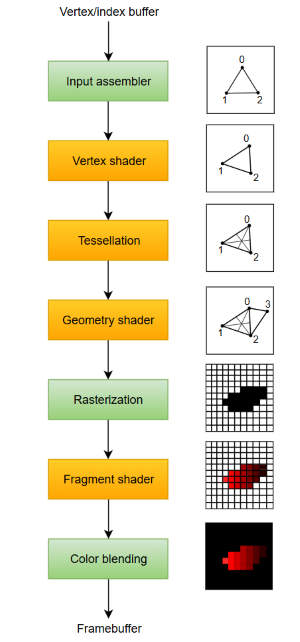 Vertex/index buffer
Input assembler
0
1 2
Vertex shader
0
1
2
Tessellation
0
1
2
Geometry shader
0 3
1
2
Rasterization
Fragment shader
Color blending
Framebuffer